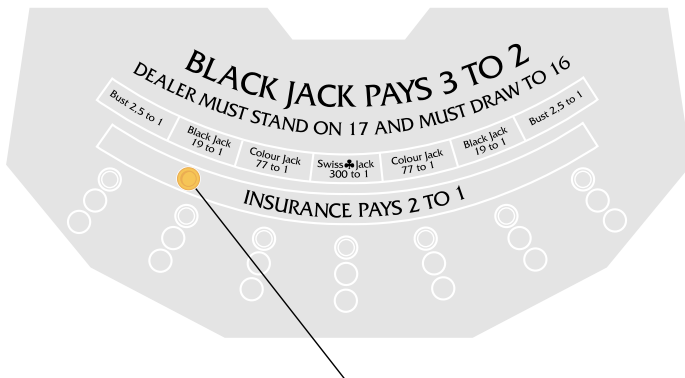 BLACK JACK PAYS 3 TO 2
DEALER MUST STAND ON 17 AND MUST DRAW TO 16
Bust 2.5 to 1
Black Jack
19 to 1
Colour Jack
77 to 1
Swiss♣Jack
300 to 1
Colour Jack
77 to 1
Black Jack
19 to 1
Bust 2.5 to 1
INSURANCE PAYS 2 TO 1